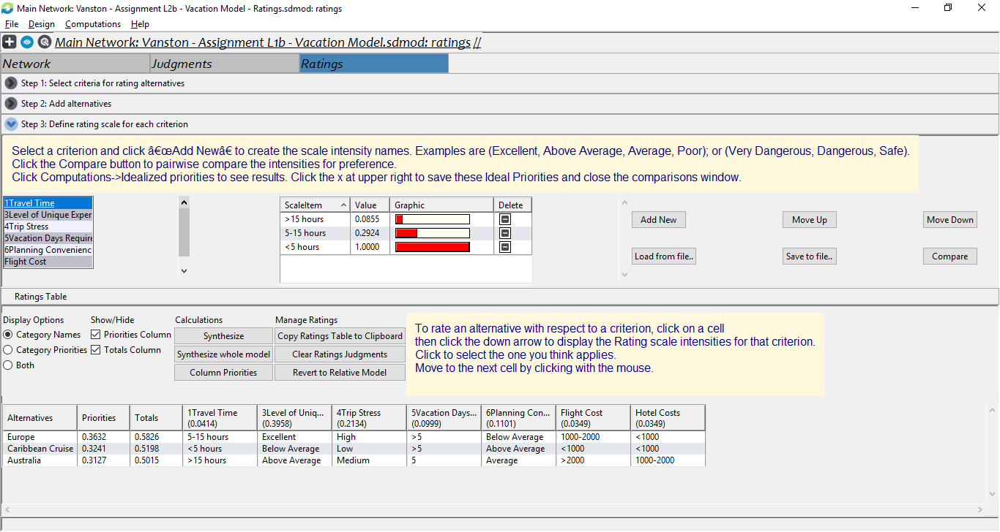 Main Network: Vanston - Assignment L2b - Vacation Model - Ratings.sdmod: ratings
File Design Computations Help
Main Network: Vanston - Assignment L1b - Vacation Model.sdmod: ratings //
Network Judgments Ratings
Step 1: Select criteria for rating alternatives
Step 2: Add alternatives
Step 3: Define rating scale for each criterion
Select a criterion and click â€œAdd Newâ€ to create the scale intensity names. Examples are (Excellent, Above Average, Average, Poor); or (Very Dangerous, Dangerous, Safe).
Click the Compare button to pairwise compare the intensities for preference.
Click Computations->Idealized priorities to see results. Click the x at upper right to save these Ideal Priorities and close the comparisons window.
1Travel Time
3Level of Unique Exper
4Trip Stress
5Vacation Days Require
6Planning Convenienc
Flight Cost
ScaleItem Value Graphic Delete
>15 hours 0.0855
5-15 hours 0.2924
<5 hours 1.0000
Add New Move Up Move Down
Load from file.. Save to file.. Compare
Ratings Table
Display Options Show/Hide Calculations Manage Ratings
Category Names Priorities Column Synthesize Copy Ratings Table to Clipboard
Category Priorities Totals Column Synthesize whole model Clear Ratings Judgments
Both Column Priorities Revert to Relative Model
To rate an alternative with respect to a criterion, click on a cell
then click the down arrow to display the Rating scale intensities for that criterion.
Click to select the one you think applies.
Move to the next cell by clicking with the mouse.
Alternatives Priorities Totals 1Travel Time 3Level of Uniq... 4Trip Stress 5Vacation Days... 6Planning Con... Flight Cost Hotel Costs
(0.0414) (0.3958) (0.2134) (0.0999) (0.1101) (0.0349) (0.0349)
Europe 0.3632 0.5826 5-15 hours Excellent High >5 Below Average 1000-2000 <1000
Caribbean Cruise 0.3241 0.5198 <5 hours Below Average Low >5 Above Average <1000 <1000
Australia 0.3127 0.5015 >15 hours Above Average Medium 5 Average >2000 1000-2000